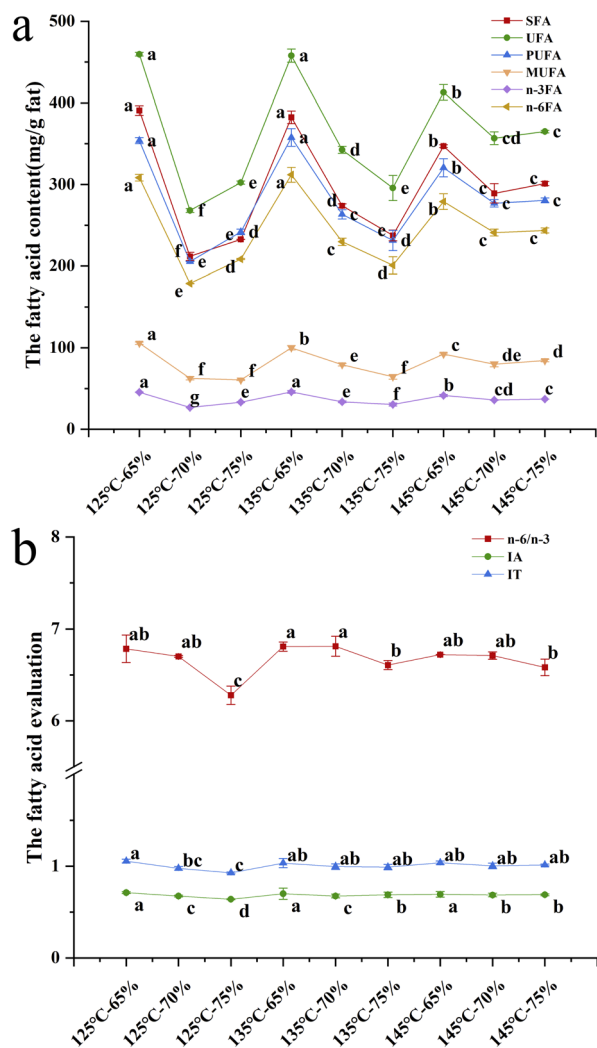 a
SFA
UFA
PUFA
MUFA
n-3FA
n-6FA
The fatty acid content(mg/g fat)
500
400
300
200
100
0
a a b
a f e a d e b cd c
a f e a d e b c c
a e d a c d b c c
a e d a c d b c c
a f f b e f c de d
a g e a e f b cd c
125°C-65% 125°C-70% 125°C-75% 135°C-65% 135°C-70% 135°C-75% 145°C-65% 145°C-70% 145°C-75%
b
n-6/n-3
IA
IT
The fatty acid evaluation
8
7
6
1
0
ab ab c a a b ab ab b
a bc c ab ab ab ab ab ab
a c d a c b a b b
125°C-65% 125°C-70% 125°C-75% 135°C-65% 135°C-70% 135°C-75% 145°C-65% 145°C-70% 145°C-75%